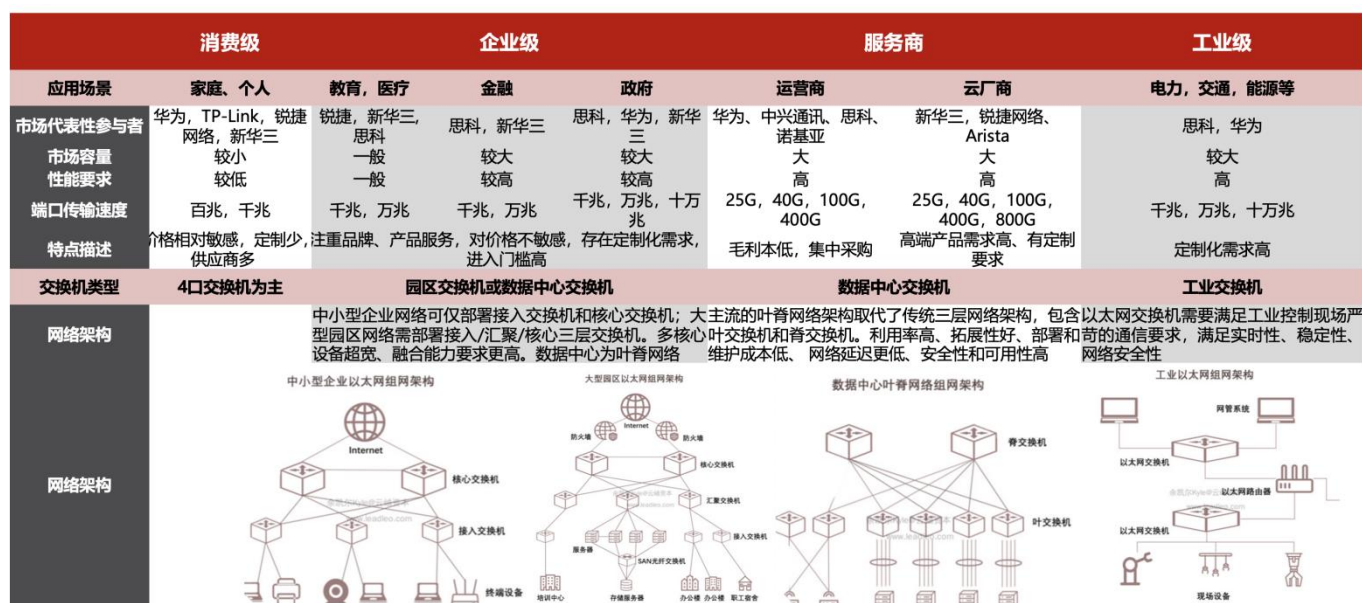 消费级 企业级 服务商 工业级
应用场景 家庭、个人 教育，医疗 金融 政府 运营商 云厂商 电力，交通，能源等
市场代表性参与者 华为，TP-Link，锐捷网络，新华三 锐捷，新华三，思科 思科，新华三 思科，华为，新华三 华为、中兴通讯、思科、诺基亚 新华三，锐捷网络、Arista 思科，华为
市场容量 较小 一般 较大 较大 大 大 较大
性能要求 较低 一般 较高 较高 高 高 高
端口传输速度 百兆，千兆 千兆，万兆 千兆，万兆 千兆，万兆，十万兆 25G，40G，100G，400G 25G，40G，100G，400G，800G 千兆，万兆，十万兆
特点描述 价格相对敏感，定制少，供应商多 注重品牌、产品服务，对价格不敏感，存在定制化需求，进入门槛高 毛利本低，集中采购 高端产品需求高、有定制要求 定制化需求高
交换机类型 4口交换机为主 园区交换机或数据中心交换机 数据中心交换机 工业交换机
网络架构
中小型企业网络可仅部署接入交换机和核心交换机；大
型园区网络需部署接入/汇聚/核心三层交换机。多核心
设备超宽、融合能力要求更高。数据中心为叶脊网络
主流的叶脊网络架构取代了传统三层网络架构，包含
叶交换机和脊交换机。利用率高、拓展性好、部署和
维护成本低、 网络延迟更低、安全性和可用性高
以太网交换机需要满足工业控制现场严
苛的通信要求，满足实时性、稳定性、
网络安全性
网络架构
中小型企业以太网组网架构
Internet
核心交换机
接入交换机
终端设备
大型园区以太网组网架构
Internet
防火墙 防火墙
核心交换机
汇聚交换机
接入交换机
服务器
SAN光纤交换机
培训中心 存储服务器 办公楼 办公楼 职工宿舍
数据中心叶脊网络组网架构
脊交换机
叶交换机
www.leadleo.com
工业以太网组网架构
网管系统
以太网交换机
以太网路由器
以太网交换机
现场设备